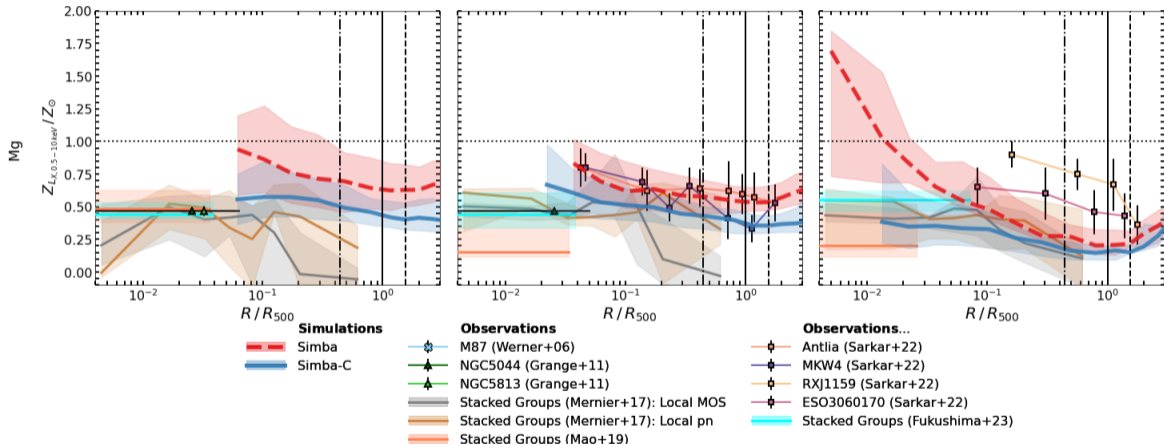 Mg
Z_{L_X, 0.5−10keV} / Z_⊙
2.00
1.75
1.50
1.25
1.00
0.75
0.50
0.25
0.00
10^{-2} 10^{-1} 10^{0}
10^{-2} 10^{-1} 10^{0}
10^{-2} 10^{-1} 10^{0}
R / R_{500}
R / R_{500}
R / R_{500}
Simulations
Simba
Simba-C
Observations
M87 (Werner+06)
NGC5044 (Grange+11)
NGC5813 (Grange+11)
Stacked Groups (Mernier+17): Local MOS
Stacked Groups (Mernier+17): Local pn
Stacked Groups (Mao+19)
Observations...
Antlia (Sarkar+22)
MKW4 (Sarkar+22)
RXJ1159 (Sarkar+22)
ESO3060170 (Sarkar+22)
Stacked Groups (Fukushima+23)